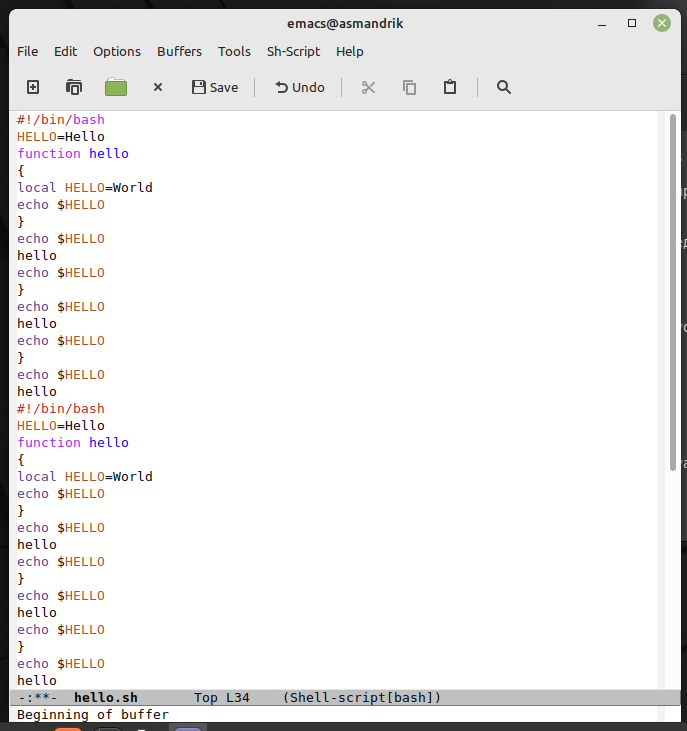 emacs@asmandrik
File Edit Options Buffers Tools Sh-Script Help
Save Undo
#!/bin/bash
HELLO=Hello
function hello
{
local HELLO=World
echo $HELLO
}
echo $HELLO
hello
echo $HELLO
}
echo $HELLO
hello
echo $HELLO
}
echo $HELLO
hello
#!/bin/bash
HELLO=Hello
function hello
{
local HELLO=World
echo $HELLO
}
echo $HELLO
hello
echo $HELLO
}
echo $HELLO
hello
echo $HELLO
}
echo $HELLO
hello
-:**- hello.sh Top L34 (Shell-script[bash])
Beginning of buffer